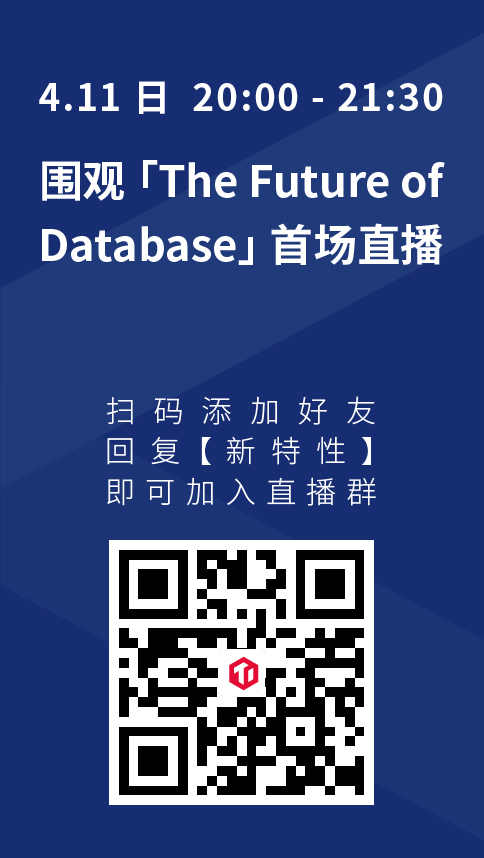 4.11 日 20:00 - 21:30
围观「The Future of
Database」首场直播
扫码添加好友
回复【新特性】
即可加入直播群